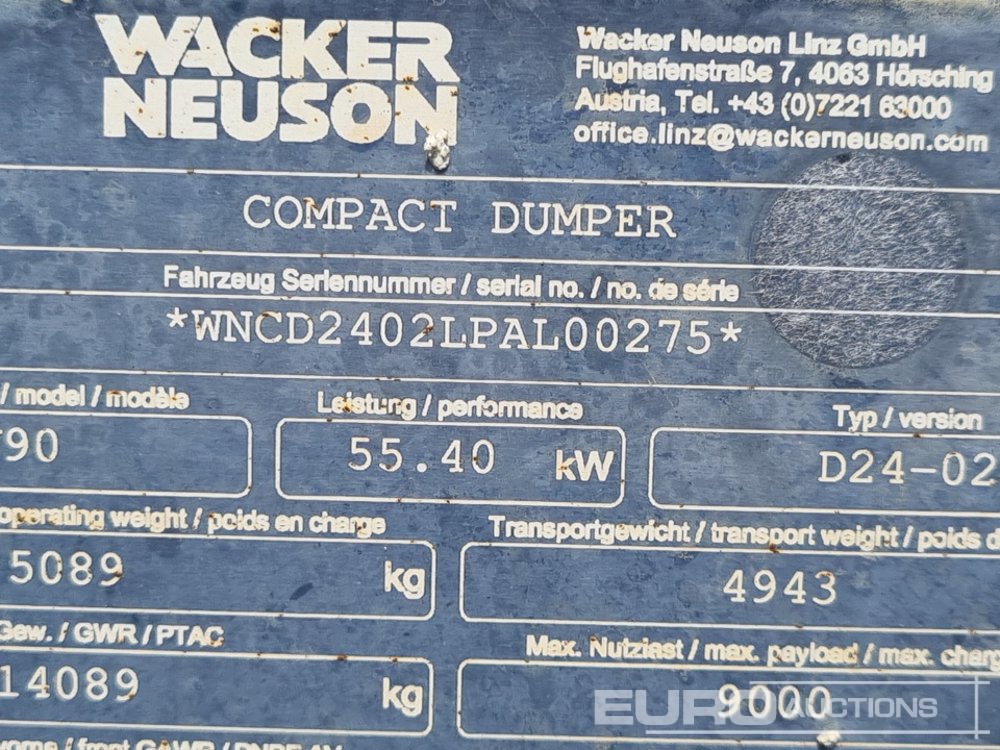 WACKER
NEUSON
Wacker Neuson Linz GmbH
Flughafenstraße 7, 4063 Hörsching
Austria, Tel. +43 (0)7221 63000
office.linz@wackerneuson.com
COMPACT DUMPER
Fahrzeug Seriennummer / serial no. / no. de série
*WNCD2402LPAL00275*
/ model / modèle
Leistung / performance
Typ / version
90
55.40 kW
D24-02
operating weight / poids en charge
Transportgewicht / transport weight / poids d
5089 kg
4943
Gew. / GWR / PTAC
Max. Nutzlast / max. payload / max. charg
14089 kg
9000
EURO AUCTIONS
/ front GAWR /